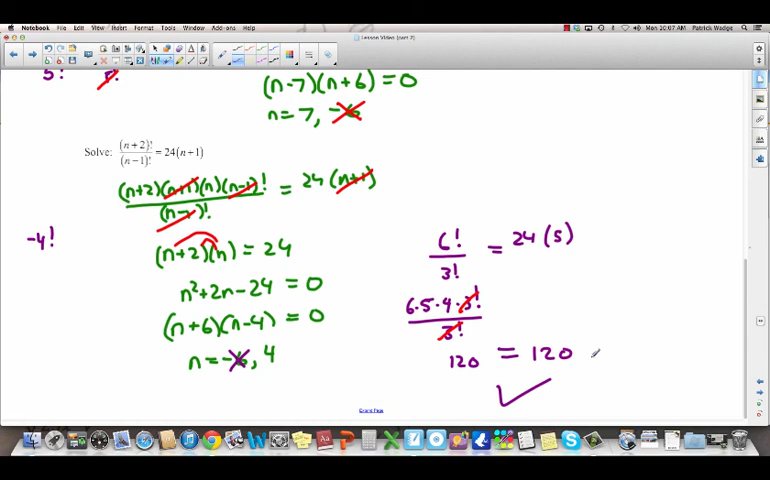 Notebook File Edit View Insert Format Tools Window Add-ons Help Mon 10:07 AM Patrick Wadge
Lesson Video (part 2)
5!
(n-7)(n+6) = 0
n = 7, -6
Solve: (n+2)!/(n-1)! = 24(n+1)
(n+2)(n+1)(n)(n-1)!/(n-1)! = 24(n+1)
-4!
(n+2)(n) = 24
n²+2n-24 = 0
(n+6)(n-4) = 0
n = -6, 4
6!/3! = 24(5)
6·5·4·3!/3!
120 = 120